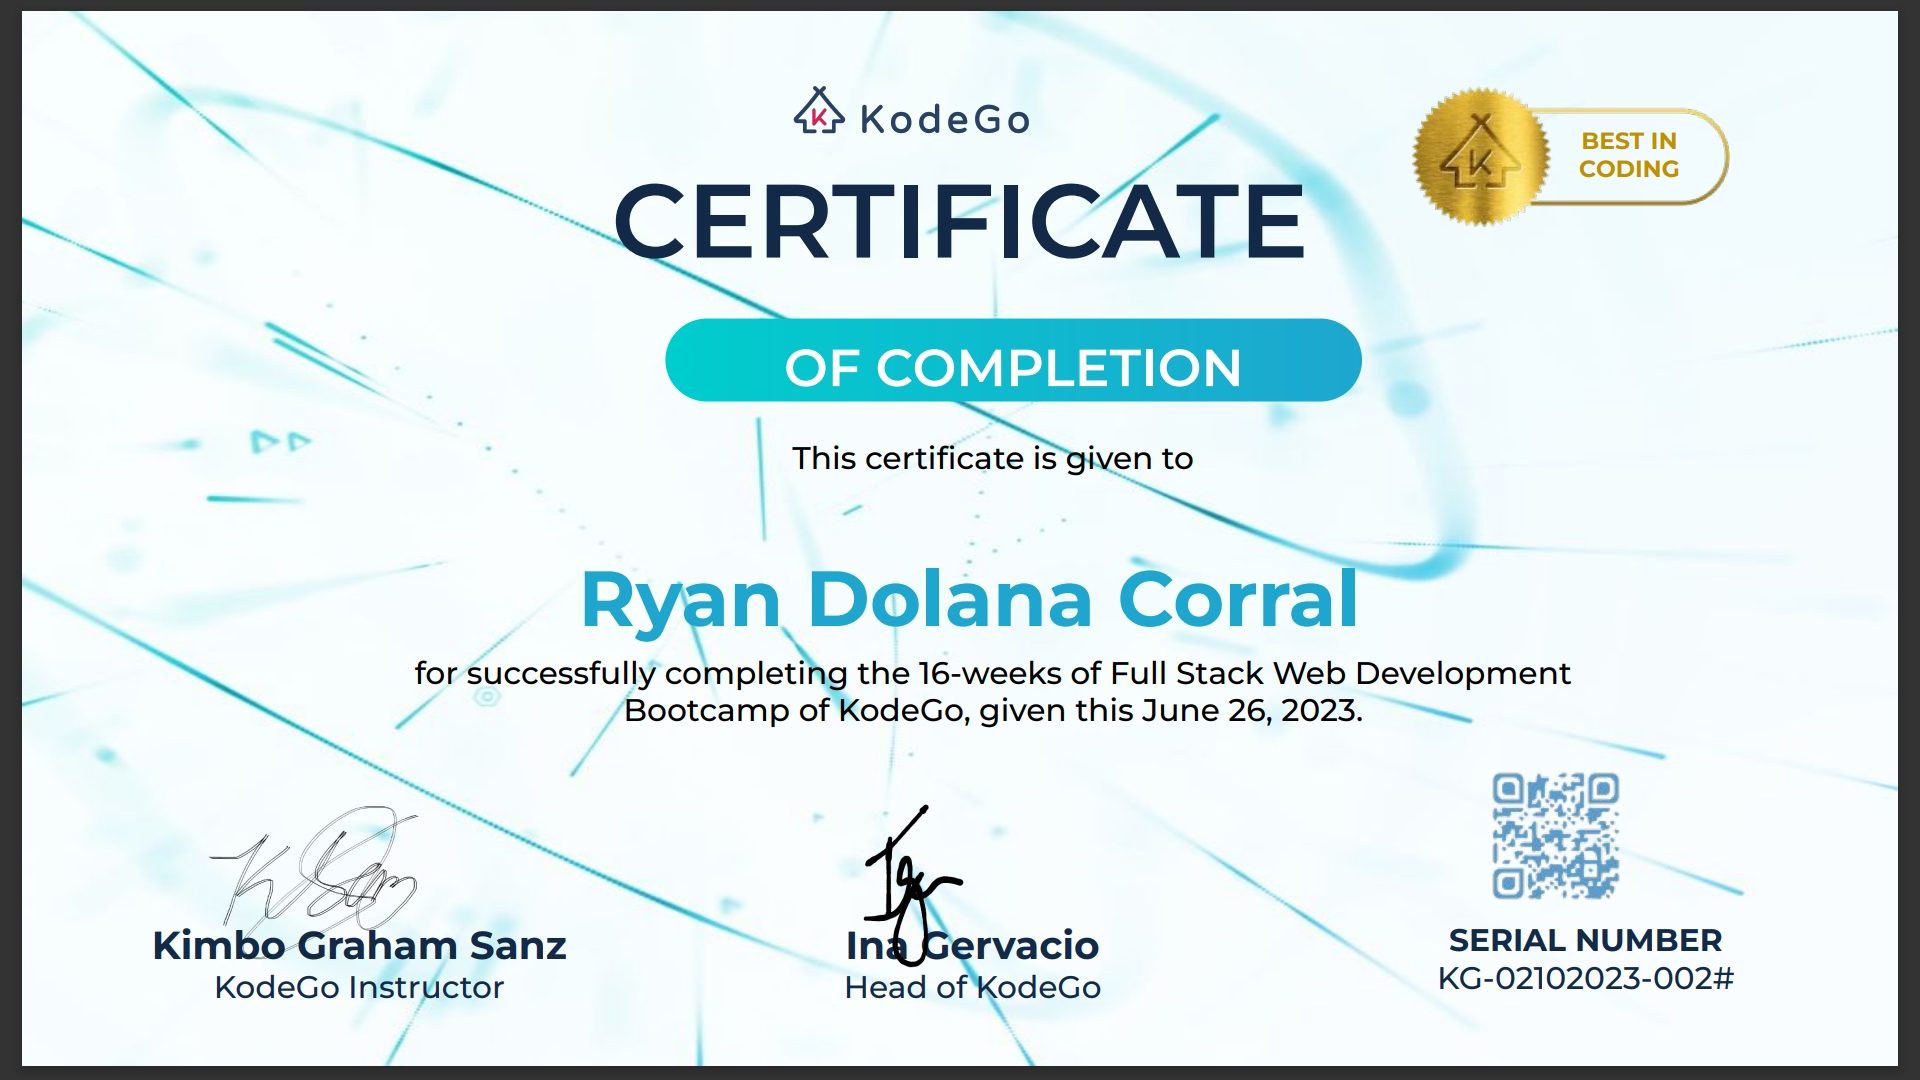 KodeGo
BEST IN
CODING
CERTIFICATE
OF COMPLETION
This certificate is given to
Ryan Dolana Corral
for successfully completing the 16-weeks of Full Stack Web Development
Bootcamp of KodeGo, given this June 26, 2023.
Kimbo Graham Sanz
KodeGo Instructor
Ina Gervacio
Head of KodeGo
SERIAL NUMBER
KG-02102023-002#